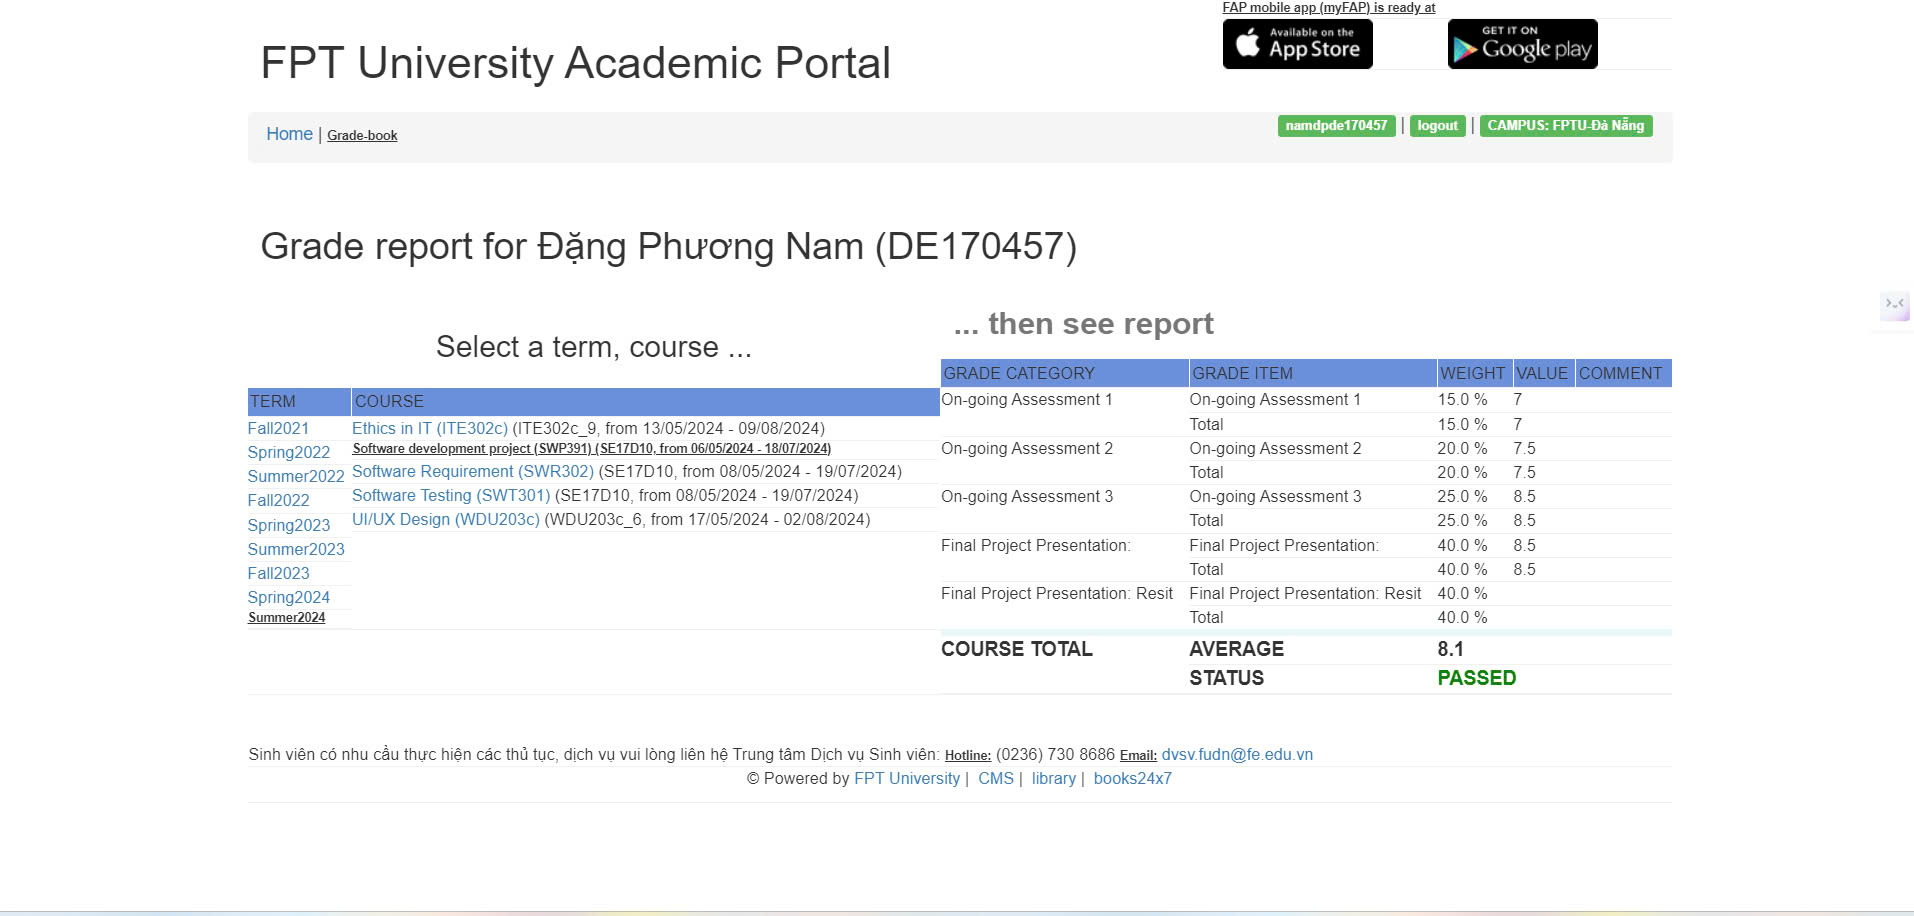 FAP mobile app (myFAP) is ready at
Available on the App Store
GET IT ON Google play
FPT University Academic Portal
Home | Grade-book
namdpde170457 | logout | CAMPUS: FPTU-Đà Nẵng
Grade report for Đặng Phương Nam (DE170457)
Select a term, course ...
TERM COURSE
Fall2021
Spring2022
Summer2022
Fall2022
Spring2023
Summer2023
Fall2023
Spring2024
Summer2024
Ethics in IT (ITE302c) (ITE302c_9, from 13/05/2024 - 09/08/2024)
Software development project (SWP391) (SE17D10, from 06/05/2024 - 18/07/2024)
Software Requirement (SWR302) (SE17D10, from 08/05/2024 - 19/07/2024)
Software Testing (SWT301) (SE17D10, from 08/05/2024 - 19/07/2024)
UI/UX Design (WDU203c) (WDU203c_6, from 17/05/2024 - 02/08/2024)
... then see report
GRADE CATEGORY GRADE ITEM WEIGHT VALUE COMMENT
On-going Assessment 1 On-going Assessment 1 15.0 % 7
Total 15.0 % 7
On-going Assessment 2 On-going Assessment 2 20.0 % 7.5
Total 20.0 % 7.5
On-going Assessment 3 On-going Assessment 3 25.0 % 8.5
Total 25.0 % 8.5
Final Project Presentation: Final Project Presentation: 40.0 % 8.5
Total 40.0 % 8.5
Final Project Presentation: Resit Final Project Presentation: Resit 40.0 %
Total 40.0 %
COURSE TOTAL AVERAGE 8.1
STATUS PASSED
Sinh viên có nhu cầu thực hiện các thủ tục, dịch vụ vui lòng liên hệ Trung tâm Dịch vụ Sinh viên: Hotline: (0236) 730 8686 Email: dvsv.fudn@fe.edu.vn
© Powered by FPT University | CMS | library | books24x7